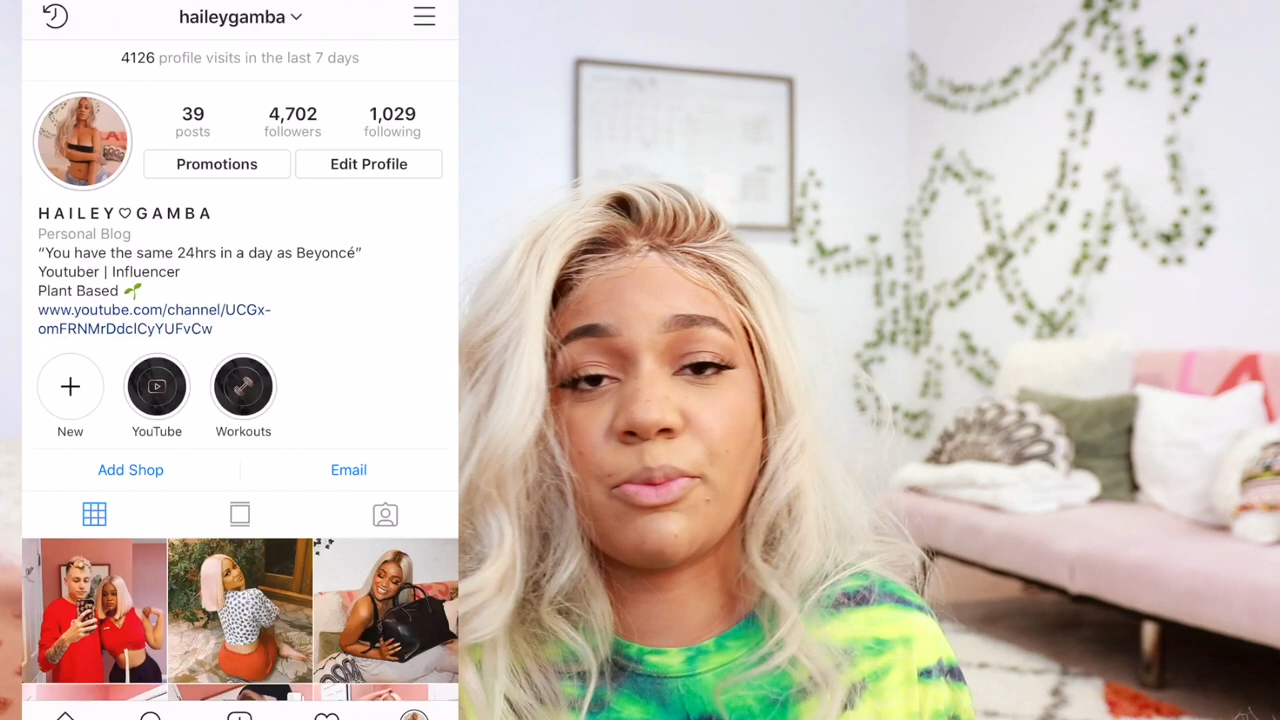 haileygamba
4126 profile visits in the last 7 days
39
4,702
1,029
posts
followers
following
Promotions
Edit Profile
H A I L E Y ♡ G A M B A
Personal Blog
“You have the same 24hrs in a day as Beyoncé”
Youtuber | Influencer
Plant Based 🌱
www.youtube.com/channel/UCGx-
omFRNMrDdclCyYUFvCw
New
YouTube
Workouts
Add Shop
Email